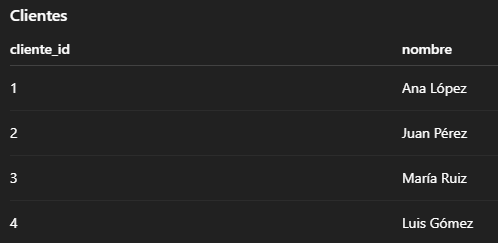 Clientes
cliente_id nombre
1 Ana López
2 Juan Pérez
3 María Ruiz
4 Luis Gómez